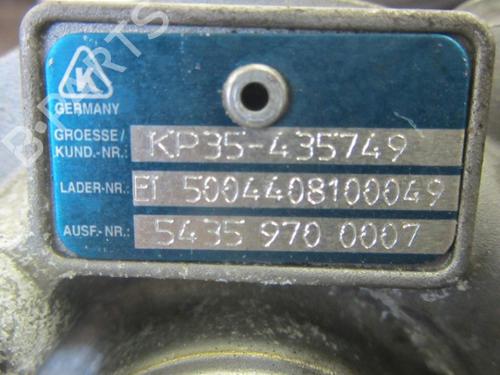 B-PARTS
K
GERMANY
GROESSE/
KUND.-NR.: KP35-435749
LADER-NR.: EI 5004408100049
AUSF.-NR.: 5435 970 0007